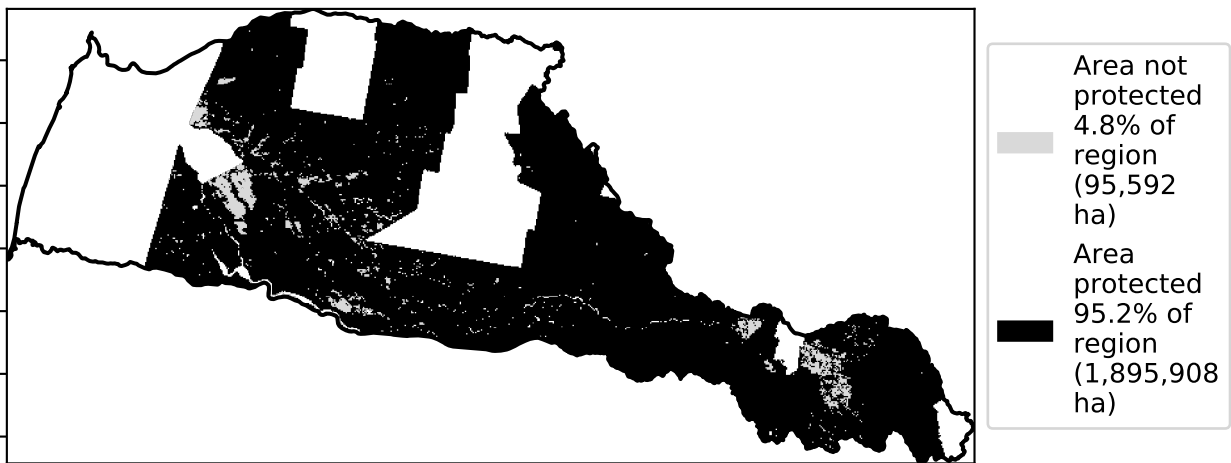 Area not
protected
4.8% of
region
(95,592
ha)
Area
protected
95.2% of
region
(1,895,908
ha)